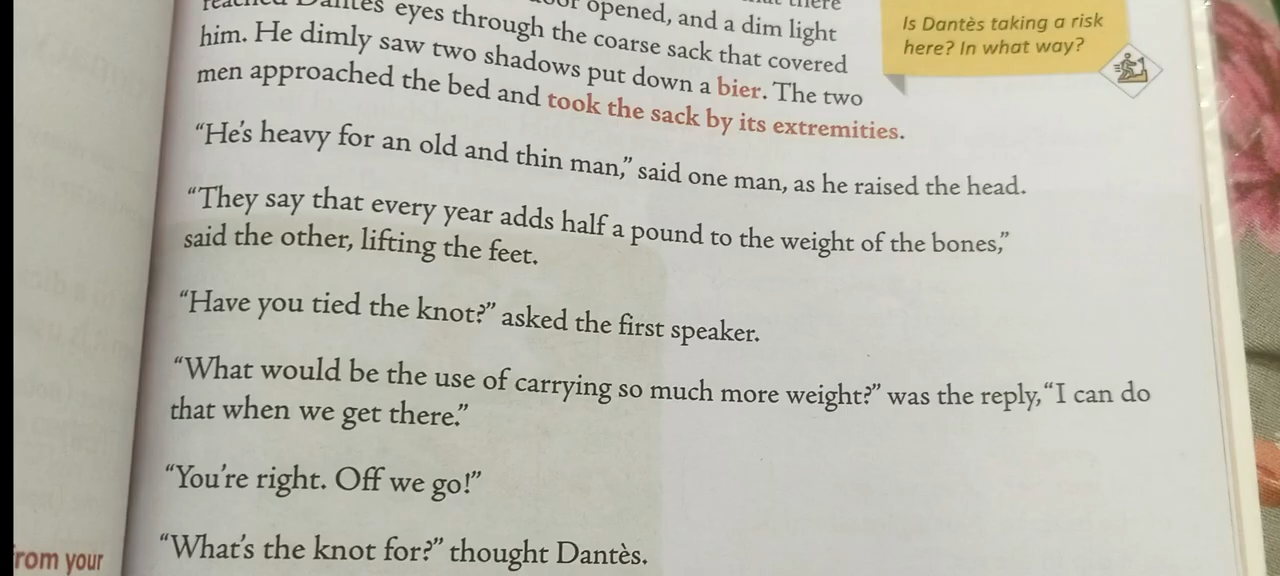 opened, and a dim light
reached Dantès eyes through the coarse sack that covered
him. He dimly saw two shadows put down a bier. The two
men approached the bed and took the sack by its extremities.
“He’s heavy for an old and thin man,” said one man, as he raised the head.
“They say that every year adds half a pound to the weight of the bones,”
said the other, lifting the feet.
“Have you tied the knot?” asked the first speaker.
“What would be the use of carrying so much more weight?” was the reply, “I can do
that when we get there.”
“You’re right. Off we go!”
“What’s the knot for?” thought Dantès.
Is Dantès taking a risk
here? In what way?
rom your